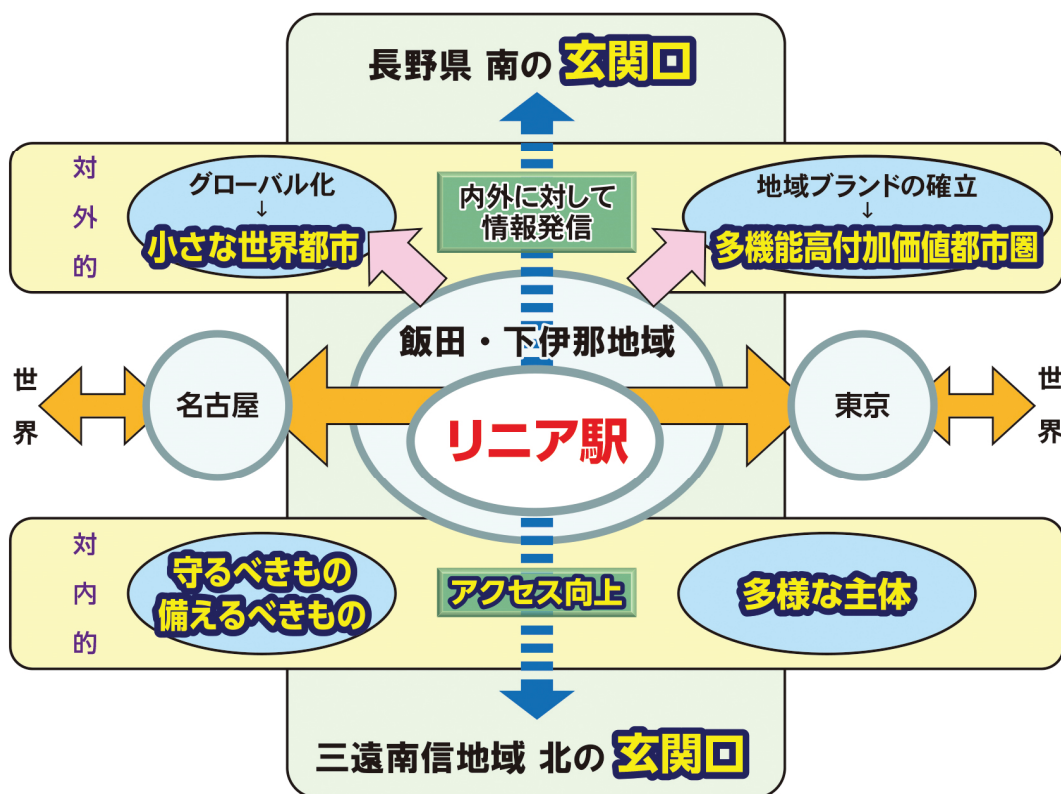 長野県 南の 玄関口
対外的
グローバル化
↓
小さな世界都市
内外に対して
情報発信
地域ブランドの確立
↓
多機能高付加価値都市圏
飯田・下伊那地域
世界
名古屋
リニア駅
東京
世界
対内的
守るべきもの
備えるべきもの
アクセス向上
多様な主体
三遠南信地域 北の 玄関口